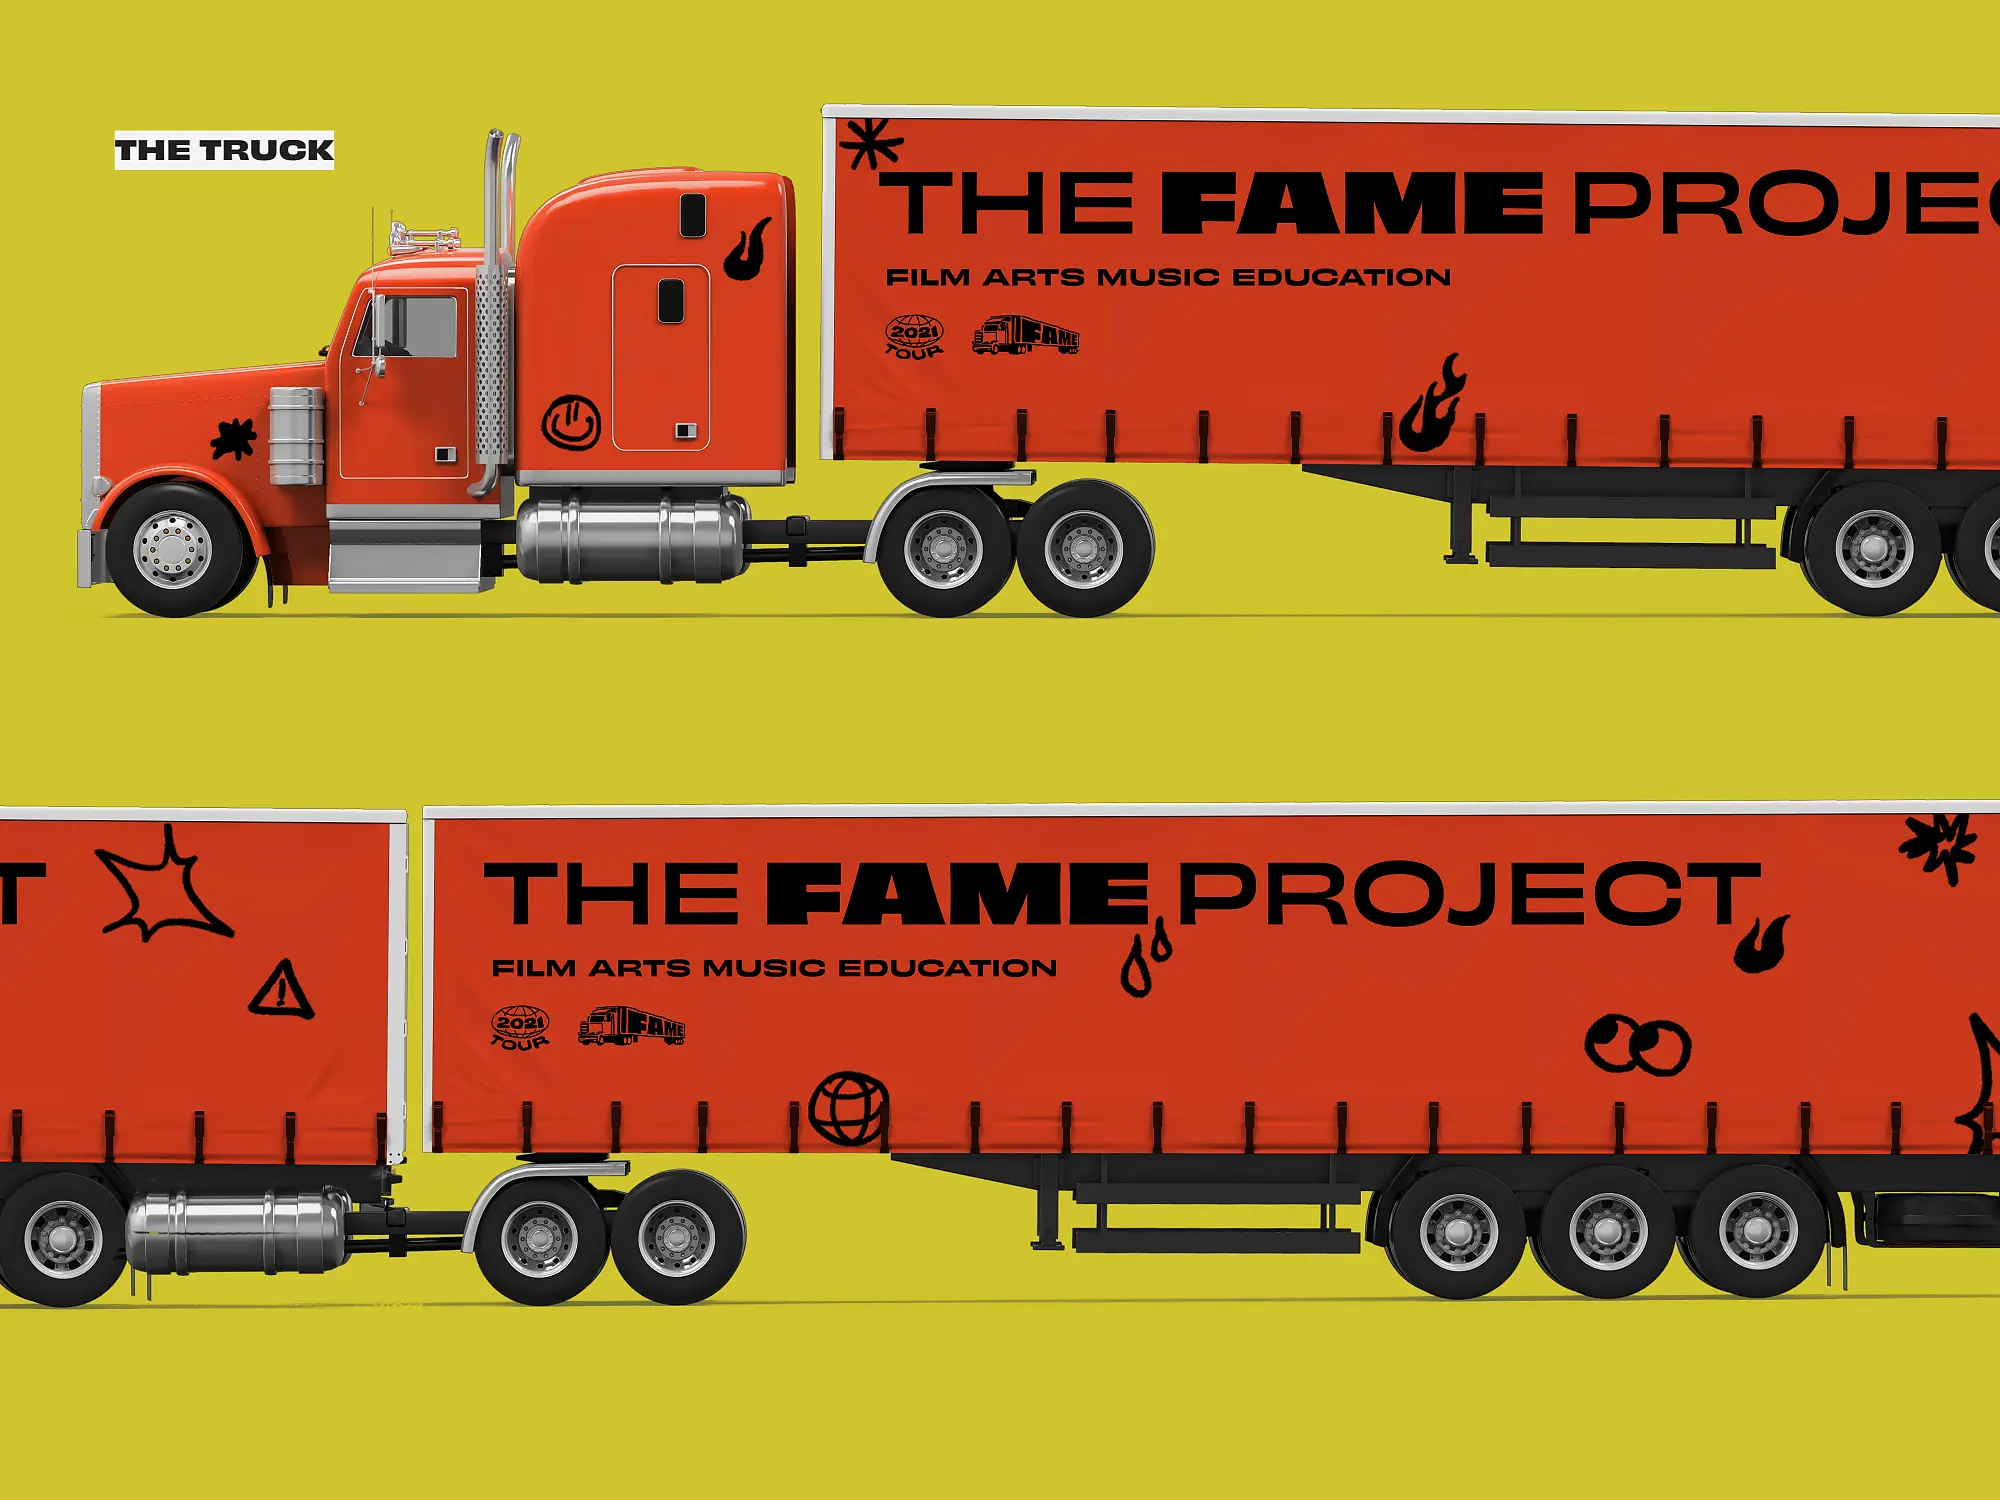 THE TRUCK
THE FAME PROJEC
FILM ARTS MUSIC EDUCATION
2021
TOUR
FAME
T
THE FAME PROJECT
FILM ARTS MUSIC EDUCATION
2021
TOUR
FAME